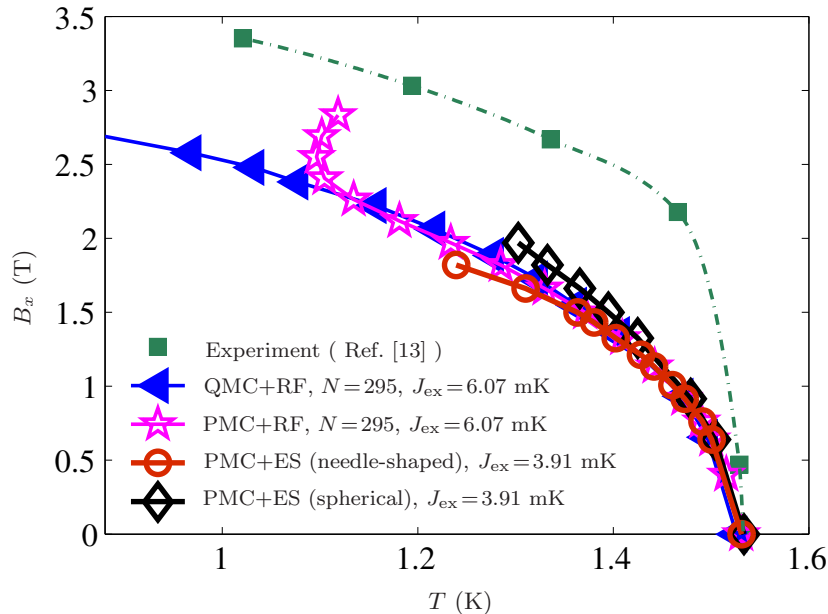 3.5
3
2.5
2
1.5
1
0.5
0
B_x (T)
Experiment ( Ref. [13] )
QMC+RF, N=295, J_ex=6.07 mK
PMC+RF, N=295, J_ex=6.07 mK
PMC+ES (needle-shaped), J_ex=3.91 mK
PMC+ES (spherical), J_ex=3.91 mK
1 1.2 1.4 1.6
T (K)